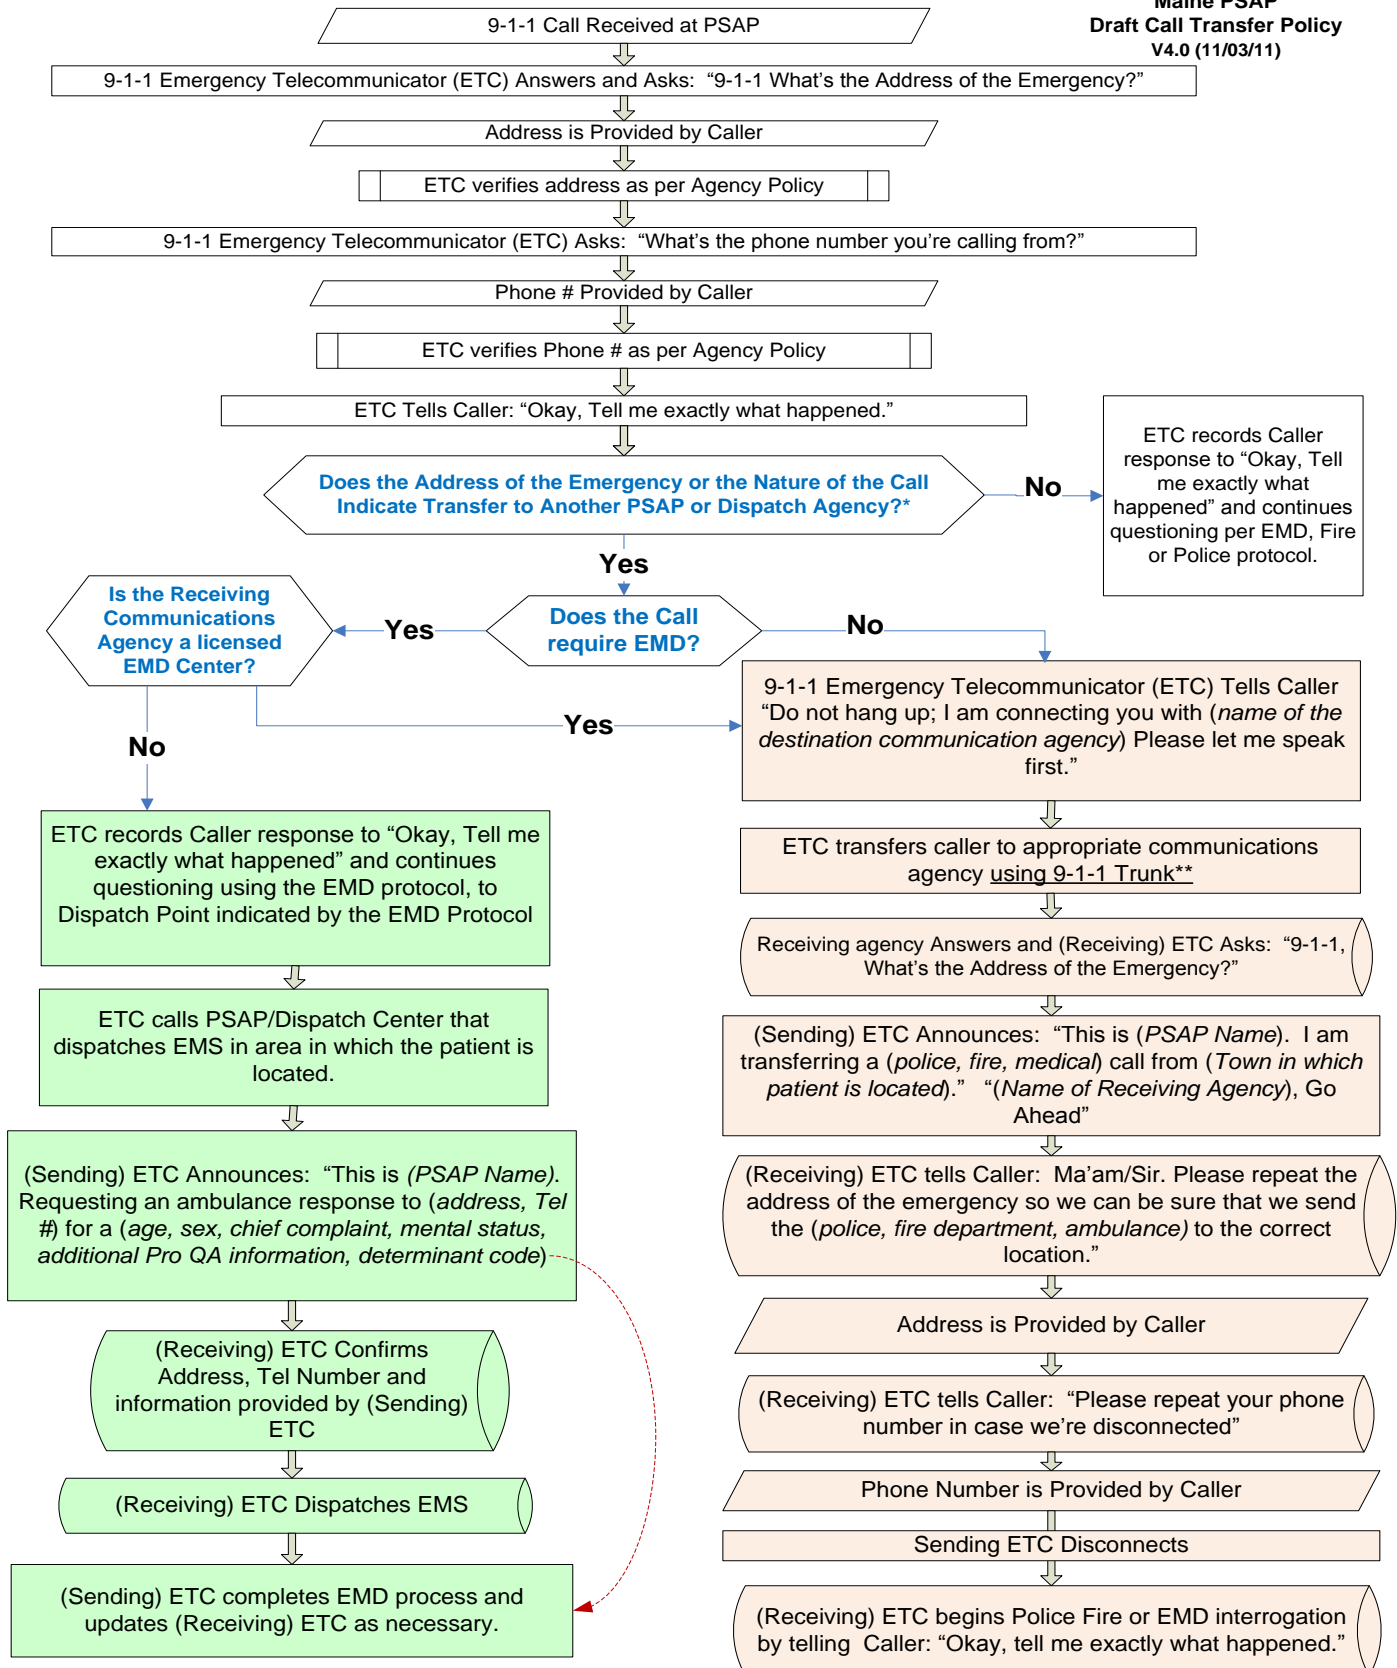 Maine PSAP
Draft Call Transfer Policy
V4.0 (11/03/11)
9-1-1 Call Received at PSAP
9-1-1 Emergency Telecommunicator (ETC) Answers and Asks: “9-1-1 What’s the Address of the Emergency?”
Address is Provided by Caller
ETC verifies address as per Agency Policy
9-1-1 Emergency Telecommunicator (ETC) Asks: “What’s the phone number you’re calling from?”
Phone # Provided by Caller
ETC verifies Phone # as per Agency Policy
ETC Tells Caller: “Okay, Tell me exactly what happened.”
Does the Address of the Emergency or the Nature of the Call
Indicate Transfer to Another PSAP or Dispatch Agency?*
No
ETC records Caller
response to “Okay, Tell
me exactly what
happened” and continues
questioning per EMD, Fire
or Police protocol.
Yes
Does the Call
require EMD?
Yes
Is the Receiving
Communications
Agency a licensed
EMD Center?
No
Yes
No
ETC records Caller response to “Okay, Tell me
exactly what happened” and continues
questioning using the EMD protocol, to
Dispatch Point indicated by the EMD Protocol
ETC calls PSAP/Dispatch Center that
dispatches EMS in area in which the patient is
located.
(Sending) ETC Announces: “This is (PSAP Name).
Requesting an ambulance response to (address, Tel
#) for a (age, sex, chief complaint, mental status,
additional Pro QA information, determinant code)
(Receiving) ETC Confirms
Address, Tel Number and
information provided by (Sending)
ETC
(Receiving) ETC Dispatches EMS
(Sending) ETC completes EMD process and
updates (Receiving) ETC as necessary.
9-1-1 Emergency Telecommunicator (ETC) Tells Caller
“Do not hang up; I am connecting you with (name of the
destination communication agency) Please let me speak
first.”
ETC transfers caller to appropriate communications
agency using 9-1-1 Trunk**
Receiving agency Answers and (Receiving) ETC Asks: “9-1-1,
What’s the Address of the Emergency?”
(Sending) ETC Announces: “This is (PSAP Name). I am
transferring a (police, fire, medical) call from (Town in which
patient is located).” “(Name of Receiving Agency), Go
Ahead”
(Receiving) ETC tells Caller: Ma’am/Sir. Please repeat the
address of the emergency so we can be sure that we send
the (police, fire department, ambulance) to the correct
location.”
Address is Provided by Caller
(Receiving) ETC tells Caller: “Please repeat your phone
number in case we’re disconnected”
Phone Number is Provided by Caller
Sending ETC Disconnects
(Receiving) ETC begins Police Fire or EMD interrogation
by telling Caller: “Okay, tell me exactly what happened.”